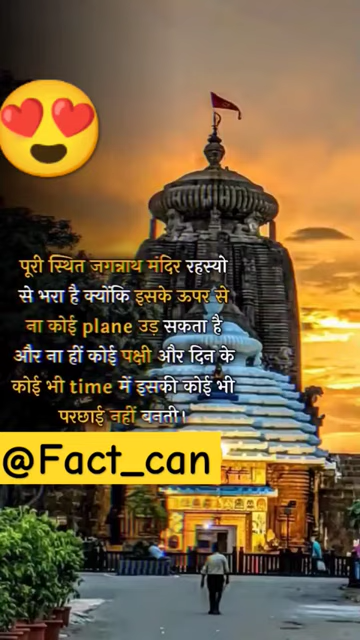 पूरी स्थित जगन्नाथ मंदिर रहस्यो
से भरा है क्योंकि इसके ऊपर से
ना कोई plane उड़ सकता है
और ना हीं कोई पक्षी और दिन के
कोई भी time में इसकी कोई भी
परछाई नहीं बनती।
@Fact_can